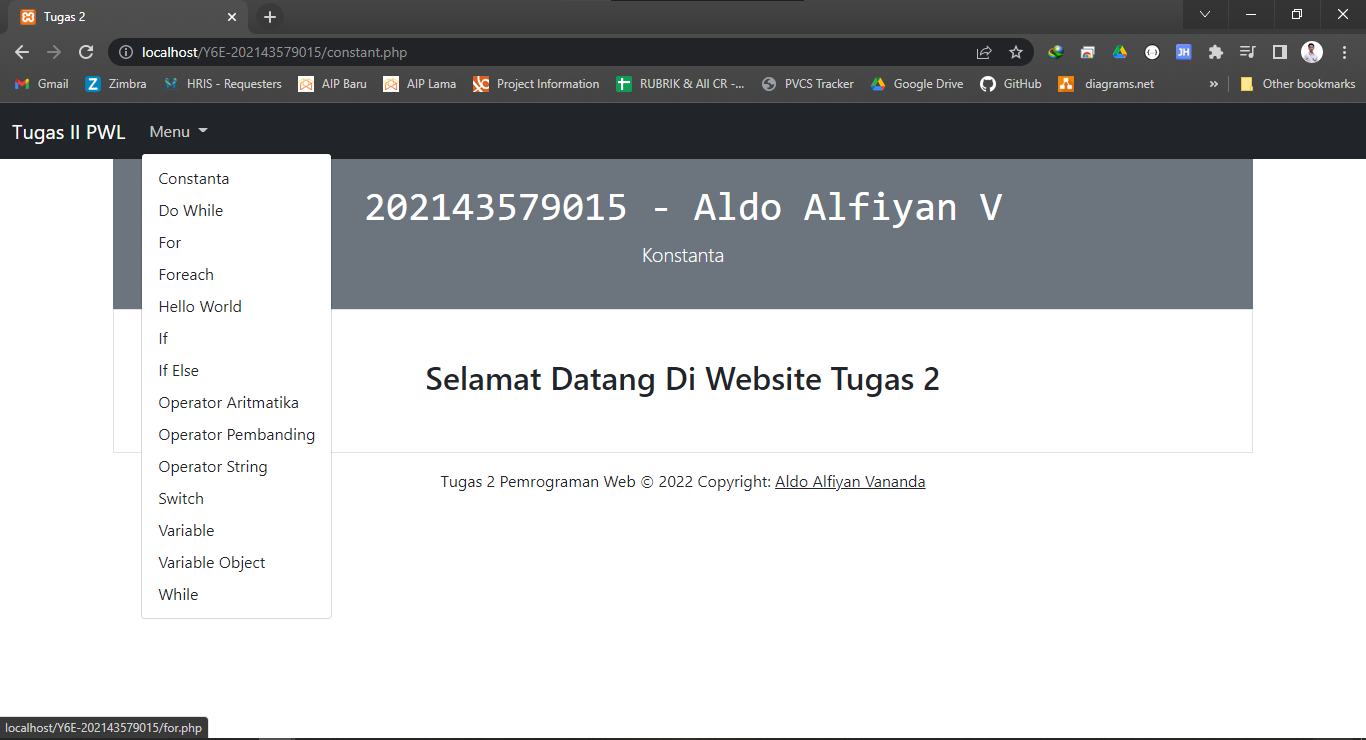 Tugas 2
localhost/Y6E-202143579015/constant.php
JH
Gmail Zimbra HRIS - Requesters AIP Baru AIP Lama Project Information RUBRIK & All CR -... PVCS Tracker Google Drive GitHub diagrams.net » Other bookmarks
Tugas II PWL Menu
202143579015 - Aldo Alfiyan V
Konstanta
Constanta
Do While
For
Foreach
Hello World
If
If Else
Operator Aritmatika
Operator Pembanding
Operator String
Switch
Variable
Variable Object
While
Selamat Datang Di Website Tugas 2
Tugas 2 Pemrograman Web © 2022 Copyright: Aldo Alfiyan Vananda
localhost/Y6E-202143579015/for.php